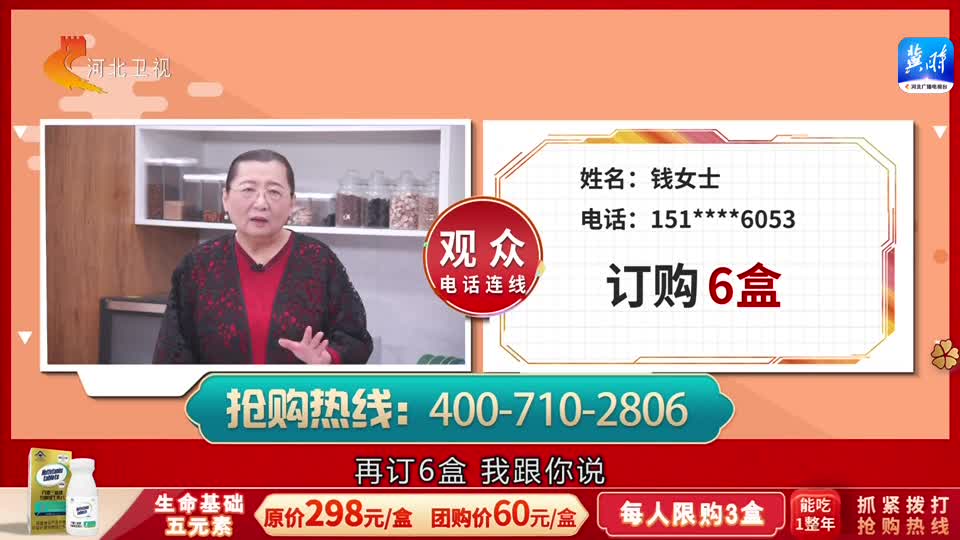 河北卫视
冀时
河北广播电视台
姓名：钱女士
电话：151****6053
订购6盒
观众
电话连线
抢购热线：400-710-2806
再订6盒 我跟你说
生命基础
五元素
原价298元/盒 团购价60元/盒
每人限购3盒
能吃
1整年
抓紧拨打
抢购热线